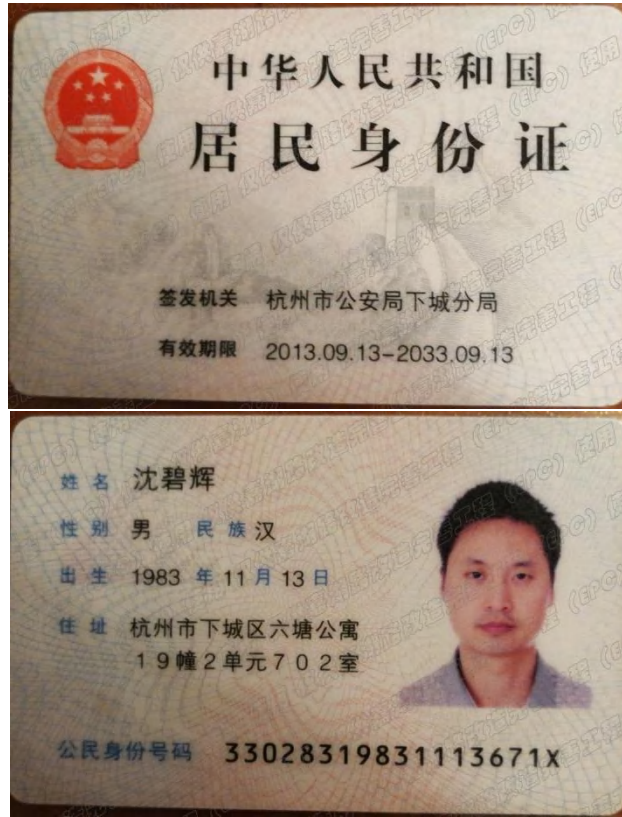 中华人民共和国
居民身份证
签发机关 杭州市公安局下城分局
有效期限 2013.09.13-2033.09.13
姓名 沈碧辉
性别 男 民族 汉
出生 1983 年 11 月 13 日
住址 杭州市下城区六塘公寓
19幢2单元702室
公民身份号码 33028319831113671X